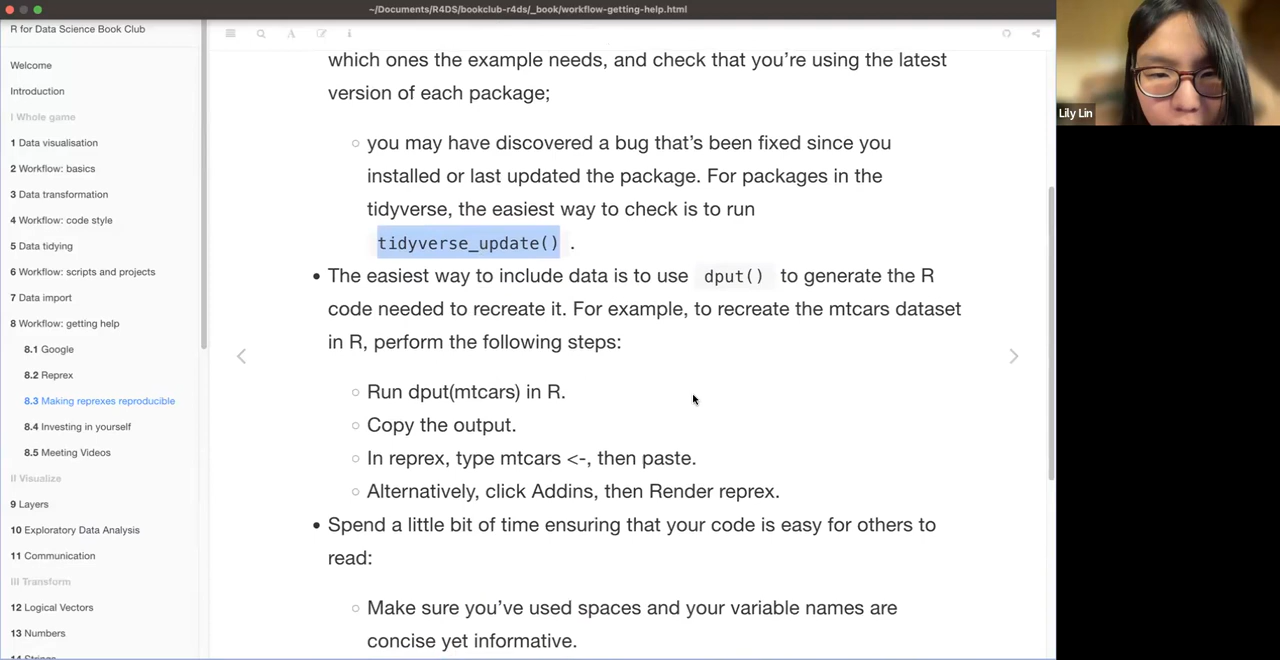 ~/Documents/R4DS/bookclub-r4ds/_book/workflow-getting-help.html
R for Data Science Book Club
Welcome
Introduction
I Whole game
1 Data visualisation
2 Workflow: basics
3 Data transformation
4 Workflow: code style
5 Data tidying
6 Workflow: scripts and projects
7 Data import
8 Workflow: getting help
8.1 Google
8.2 Reprex
8.3 Making reprexes reproducible
8.4 Investing in yourself
8.5 Meeting Videos
II Visualize
9 Layers
10 Exploratory Data Analysis
11 Communication
III Transform
12 Logical Vectors
13 Numbers
14 Strings
which ones the example needs, and check that you’re using the latest
version of each package;
you may have discovered a bug that’s been fixed since you
installed or last updated the package. For packages in the
tidyverse, the easiest way to check is to run
tidyverse_update() .
• The easiest way to include data is to use dput() to generate the R
code needed to recreate it. For example, to recreate the mtcars dataset
in R, perform the following steps:
Run dput(mtcars) in R.
Copy the output.
In reprex, type mtcars <-, then paste.
Alternatively, click Addins, then Render reprex.
• Spend a little bit of time ensuring that your code is easy for others to
read:
Make sure you’ve used spaces and your variable names are
concise yet informative.
Lily Lin